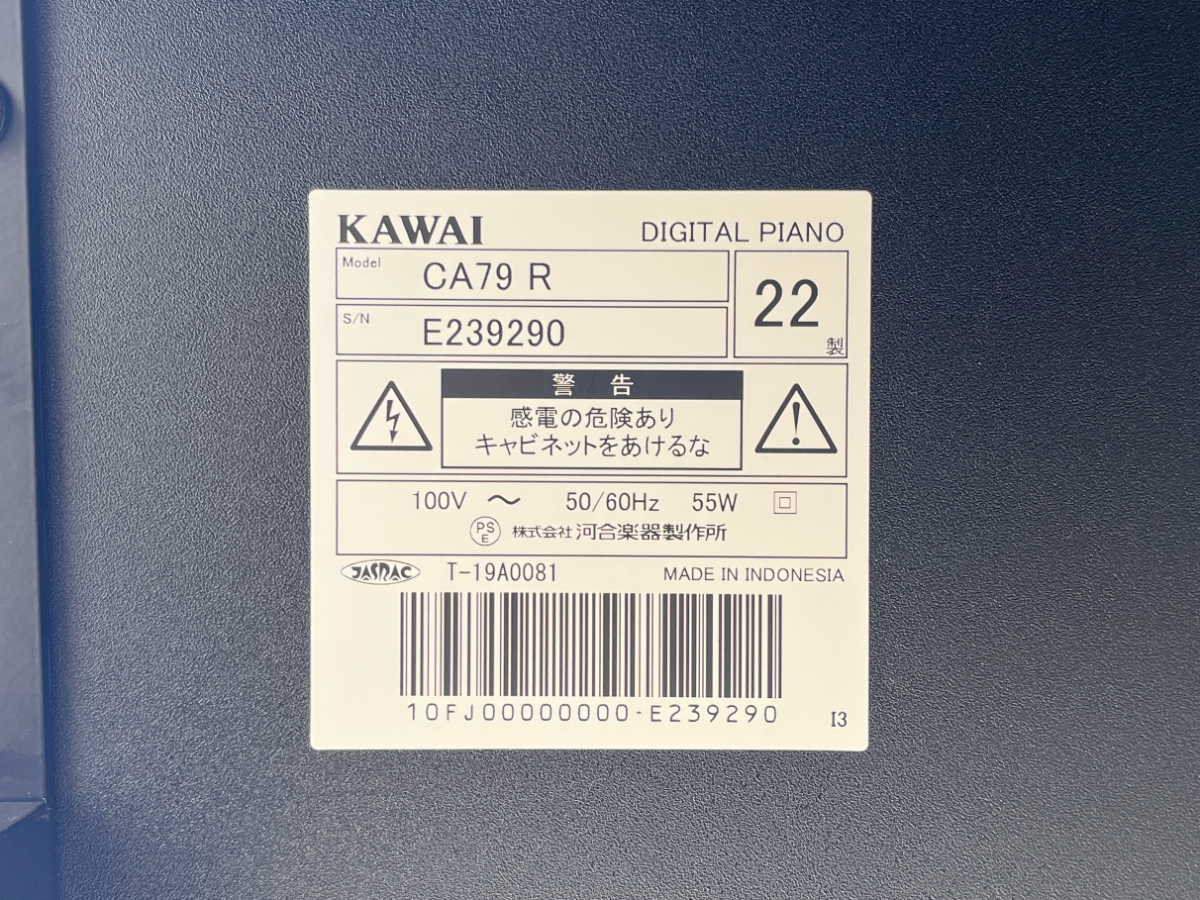 KAWAI DIGITAL PIANO
Model CA79 R
S/N E239290
22製
警告
感電の危険あり
キャビネットをあけるな
100V 〜 50/60Hz 55W
PS
E 株式会社 河合楽器製作所
JASRAC T-19A0081 MADE IN INDONESIA
10FJ00000000-E239290 I3